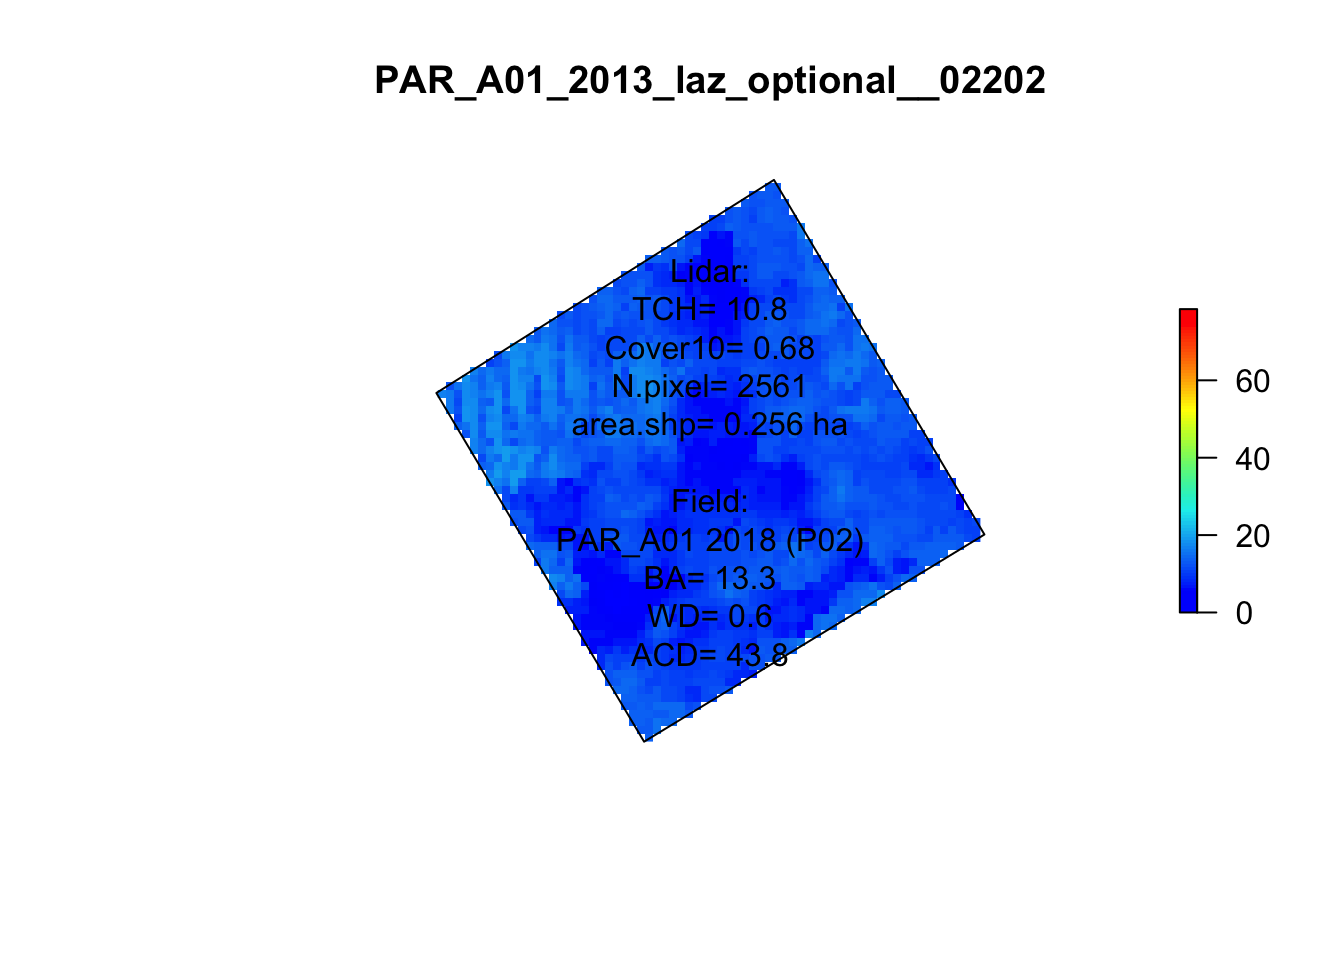 PAR_A01_2013_laz_optional__02202
Lidar:
TCH= 10.8
Cover10= 0.68
N.pixel= 2561
area.shp= 0.256 ha
Field:
PAR_A01 2018 (P02)
BA= 13.3
WD= 0.6
ACD= 43.8
60
40
20
0